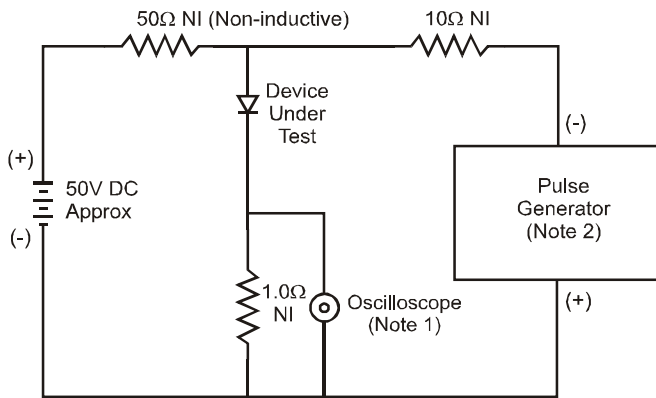 50Ω NI (Non-inductive)
10Ω NI
Device
Under
Test
(-)
(+)
50V DC
Approx
(-)
Pulse
Generator
(Note 2)
1.0Ω
NI
Oscilloscope
(Note 1)
(+)